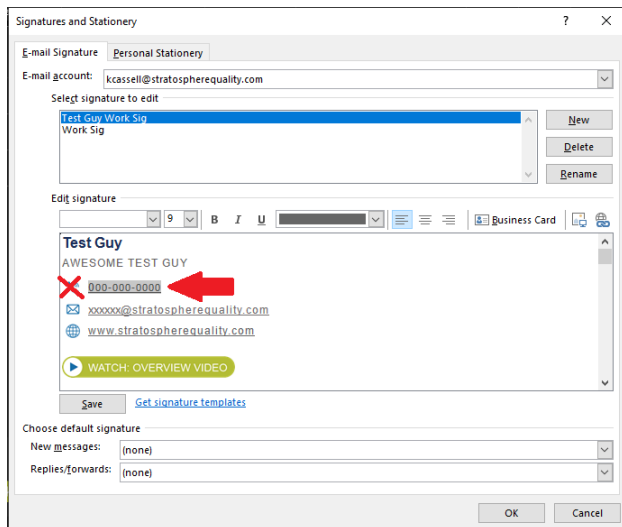 Signatures and Stationery ? ×
E-mail Signature Personal Stationery
E-mail account: kcassell@stratospherequality.com
Select signature to edit
Test Guy Work Sig
Work Sig
New
Delete
Rename
Edit signature
9 B I U Business Card
Test Guy
AWESOME TEST GUY
000-000-0000
xxxxxx@stratospherequality.com
www.stratospherequality.com
WATCH: OVERVIEW VIDEO
Save Get signature templates
Choose default signature
New messages: (none)
Replies/forwards: (none)
OK Cancel